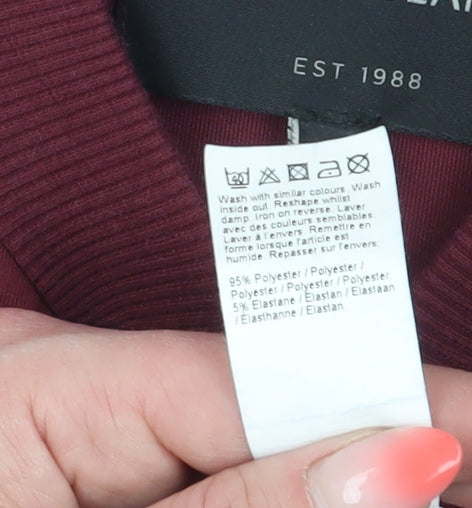 EST 1988
40
Wash with similar colours. Wash
inside out. Reshape whilst
damp. Iron on reverse. Laver
avec des couleurs semblables.
Laver à l'envers. Remettre en
forme lorsque l'article est
humide. Repasser sur l'envers.
95% Polyester / Polyester /
Polyester / Polyester / Polyester.
5% Elastane / Elastan / Elastaan
/ Élasthanne / Elastan.